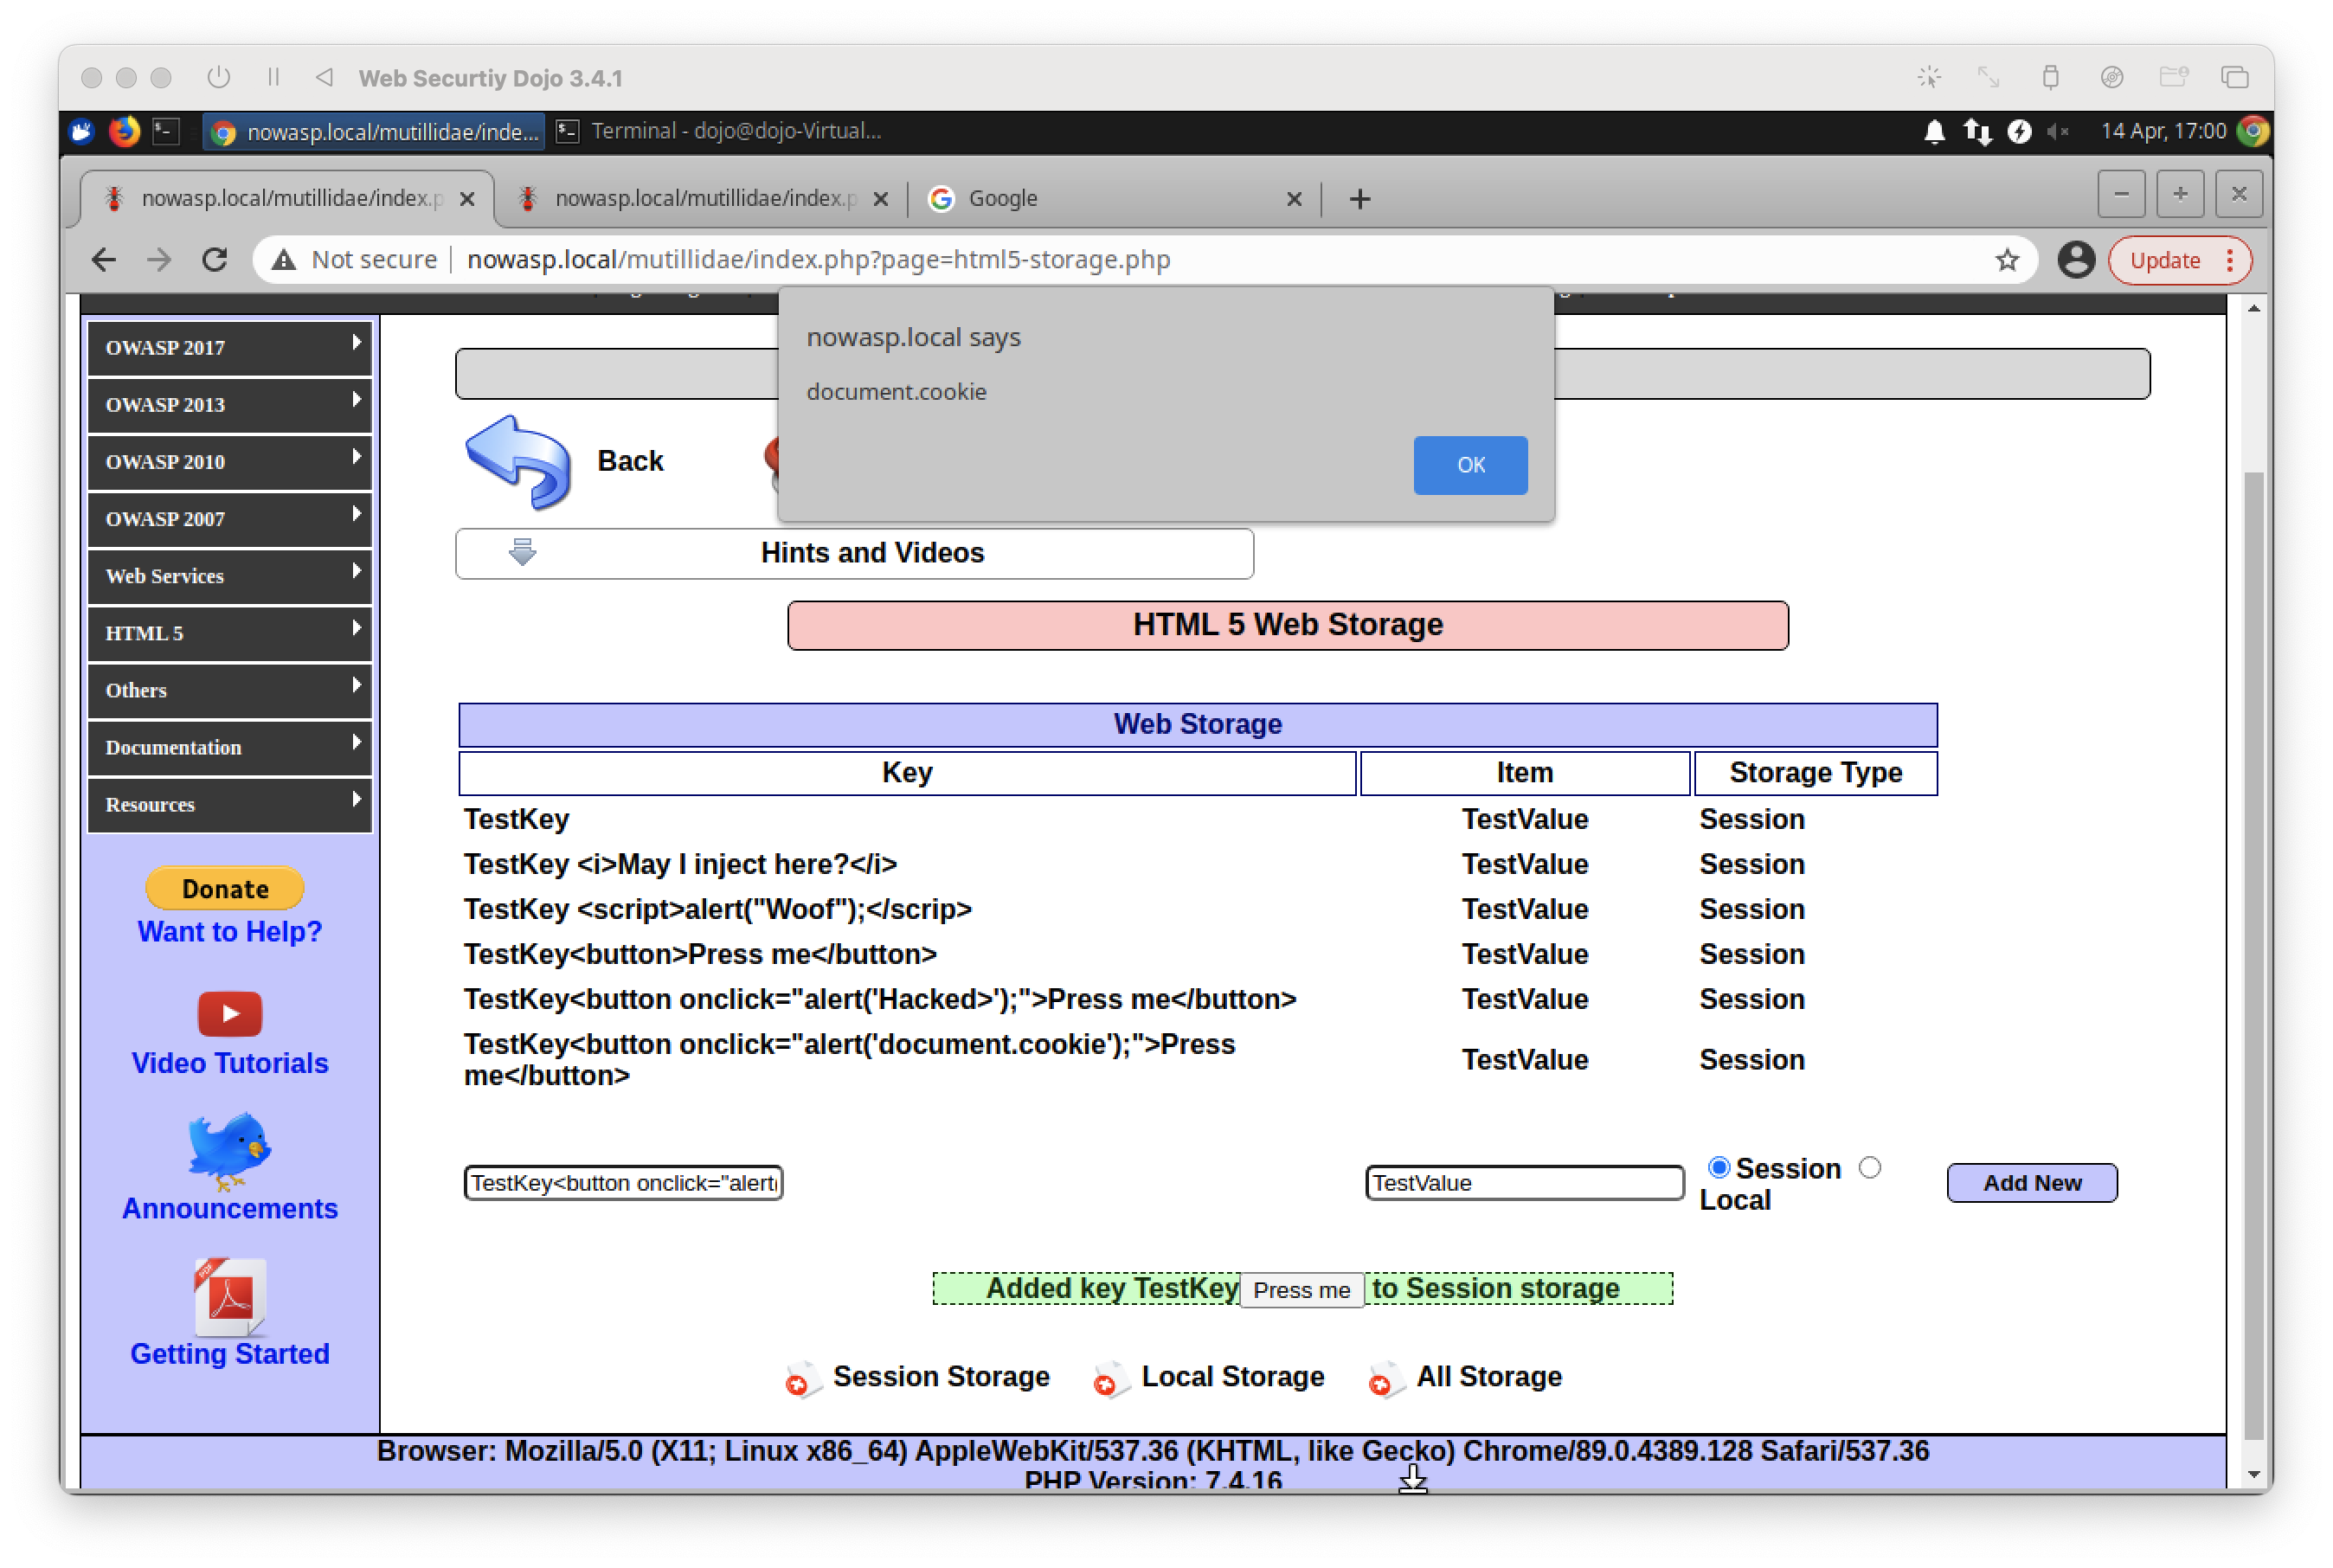 Web Securtiy Dojo 3.4.1
nowasp.local/mutillidae/inde...
Terminal - dojo@dojo-Virtual...
14 Apr, 17:00
nowasp.local/mutillidae/index.p
nowasp.local/mutillidae/index.p
Google
Not secure
nowasp.local/mutillidae/index.php?page=html5-storage.php
Update
nowasp.local says
document.cookie
OK
OWASP 2017
OWASP 2013
OWASP 2010
OWASP 2007
Web Services
HTML 5
Others
Documentation
Resources
Donate
Want to Help?
Video Tutorials
Announcements
PDF
Getting Started
Back
Hints and Videos
HTML 5 Web Storage
Web Storage
Key Item Storage Type
TestKey TestValue Session
TestKey <i>May I inject here?</i> TestValue Session
TestKey <script>alert("Woof");</scrip> TestValue Session
TestKey<button>Press me</button> TestValue Session
TestKey<button onclick="alert('Hacked>');">Press me</button> TestValue Session
TestKey<button onclick="alert('document.cookie');">Press
me</button> TestValue Session
TestKey<button onclick="alert( TestValue Session
Local
Add New
Added key TestKey Press me to Session storage
Session Storage Local Storage All Storage
Browser: Mozilla/5.0 (X11; Linux x86_64) AppleWebKit/537.36 (KHTML, like Gecko) Chrome/89.0.4389.128 Safari/537.36
PHP Version: 7.4.16